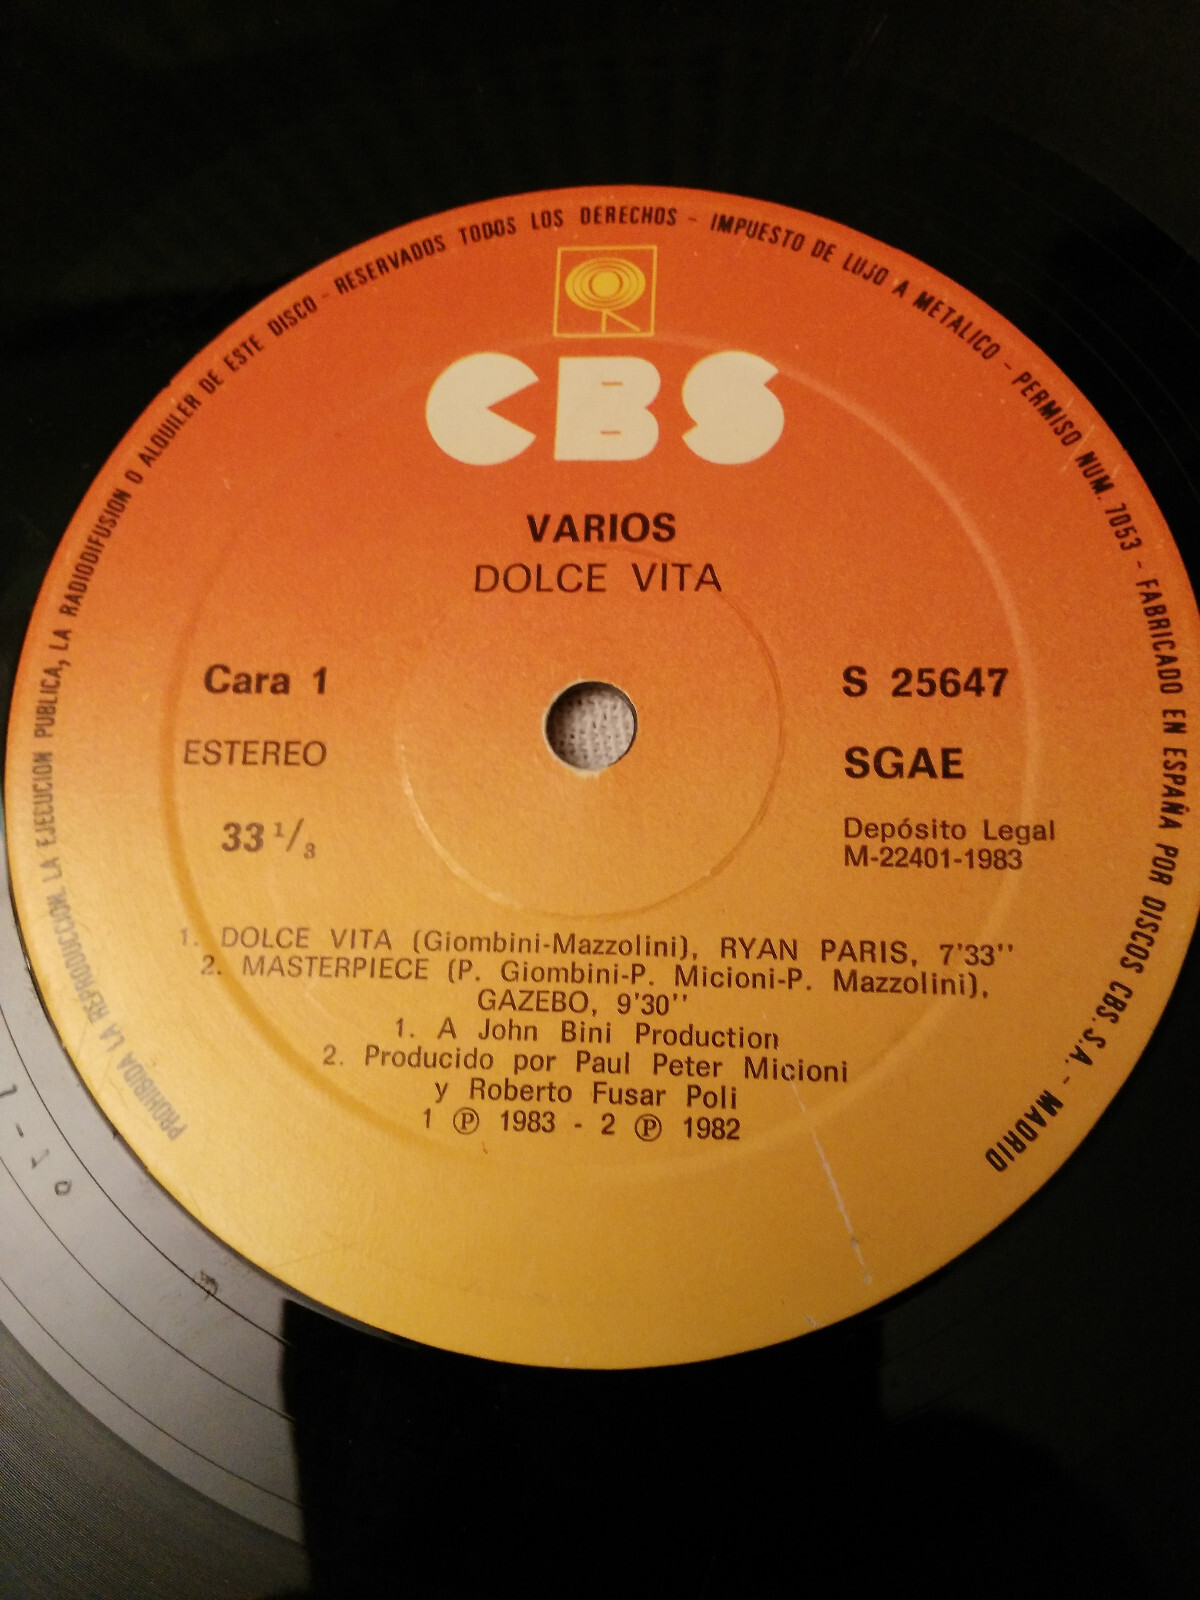 PROHIBIDA LA REPRODUCCION, LA EJECUCION PUBLICA, LA RADIODIFUSION O ALQUILER DE ESTE DISCO - RESERVADOS TODOS LOS DERECHOS - IMPUESTO DE LUJO A METALICO - PERMISO NUM. 7053 - FABRICADO EN ESPAÑA POR DISCOS CBS. S.A. - MADRID
CBS
VARIOS
DOLCE VITA
Cara 1
ESTEREO
33 1/3
S 25647
SGAE
Depósito Legal
M-22401-1983
1. DOLCE VITA (Giombini-Mazzolini), RYAN PARIS, 7'33''
2. MASTERPIECE (P. Giombini-P. Micioni-P. Mazzolini),
GAZEBO, 9'30''
1. A John Bini Production
2. Producido por Paul Peter Micioni
y Roberto Fusar Poli
1 Ⓟ 1983 - 2 Ⓟ 1982